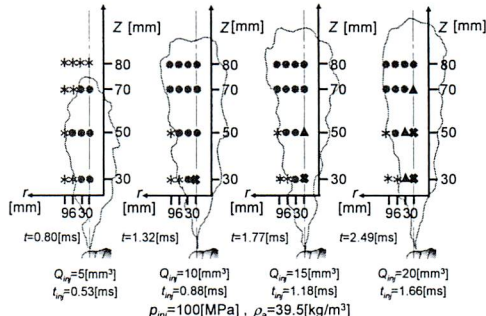 Z [mm] Z [mm] Z [mm] Z [mm]
80 80 80 80
70 70 70 70
50 50 50 50
30 30 30 30
r r r r
[mm] [mm] [mm] [mm]
9630 9630 9630 9630
t=0.80[ms] t=1.32[ms] t=1.77[ms] t=2.49[ms]
Qinj=5[mm³] Qinj=10[mm³] Qinj=15[mm³] Qinj=20[mm³]
tinj=0.53[ms] tinj=0.88[ms] tinj=1.18[ms] tinj=1.66[ms]
pinj=100[MPa] , ρa=39.5[kg/m³]